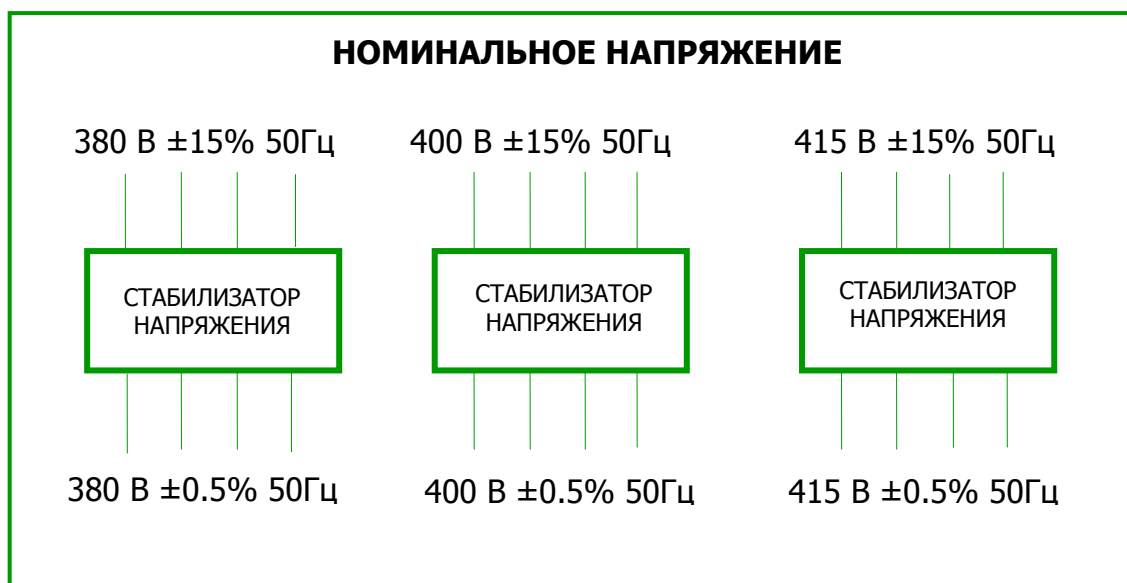 НОМИНАЛЬНОЕ НАПРЯЖЕНИЕ
380 В ±15% 50Гц
400 В ±15% 50Гц
415 В ±15% 50Гц
СТАБИЛИЗАТОР
НАПРЯЖЕНИЯ
СТАБИЛИЗАТОР
НАПРЯЖЕНИЯ
СТАБИЛИЗАТОР
НАПРЯЖЕНИЯ
380 В ±0.5% 50Гц
400 В ±0.5% 50Гц
415 В ±0.5% 50Гц